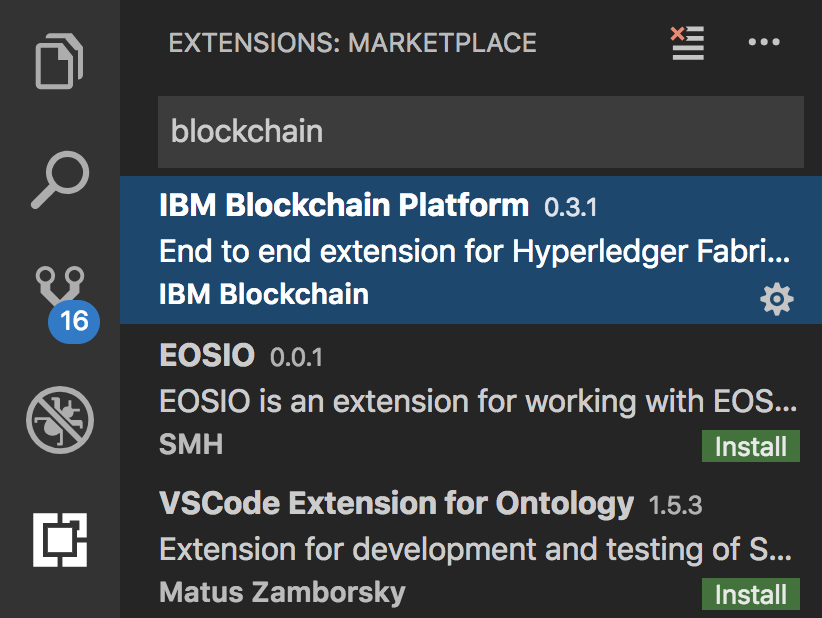 EXTENSIONS: MARKETPLACE
blockchain
IBM Blockchain Platform 0.3.1
End to end extension for Hyperledger Fabri...
IBM Blockchain
16
EOSIO 0.0.1
EOSIO is an extension for working with EOS...
SMH
Install
VSCode Extension for Ontology 1.5.3
Extension for development and testing of S...
Matus Zamborsky
Install